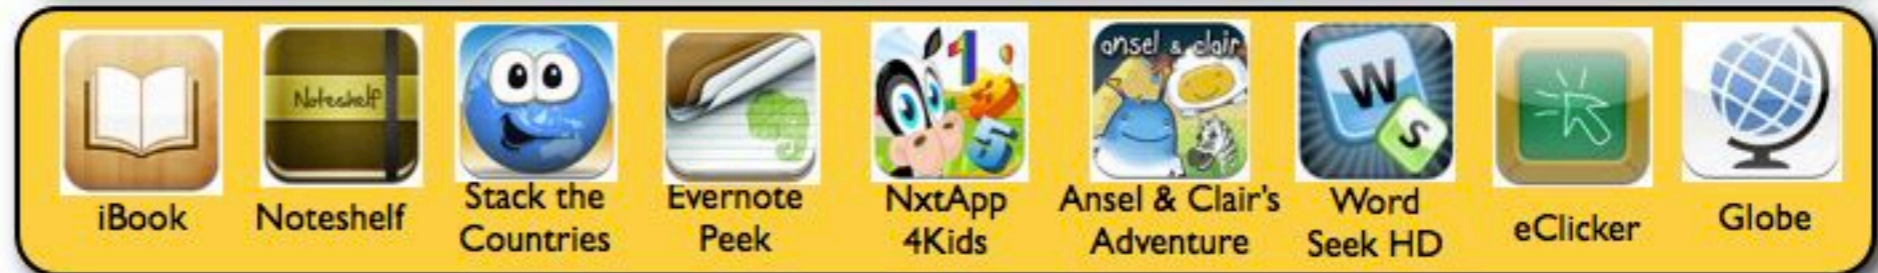 Noteshelf
ansel & clair
W
S
iBook
Noteshelf
Stack the
Countries
Evernote
Peek
NxtApp
4Kids
Ansel & Clair's
Adventure
Word
Seek HD
eClicker
Globe